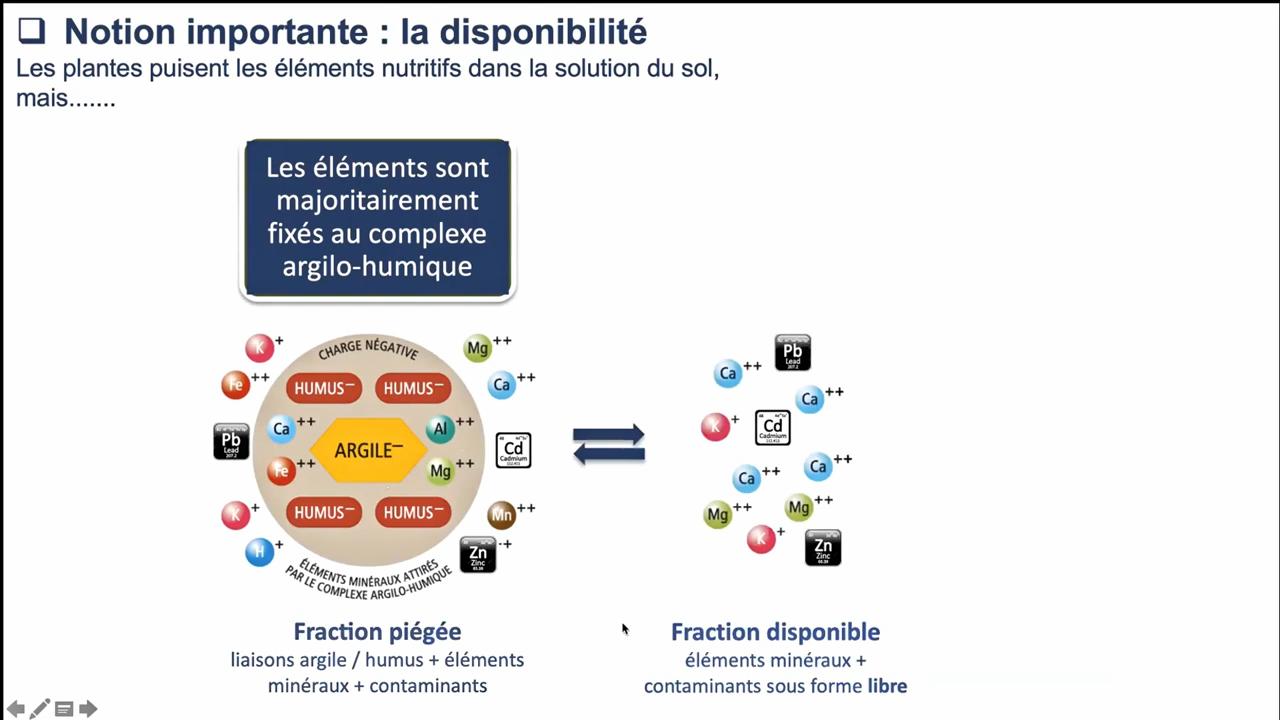 Notion importante : la disponibilité
Les plantes puisent les éléments nutritifs dans la solution du sol,
mais.......
Les éléments sont
majoritairement
fixés au complexe
argilo-humique
CHARGE NÉGATIVE
K+
Mg++
Fe++
HUMUS–
HUMUS–
Ca++
Ca++
Al++
Pb
Lead
207.2
ARGILE–
Cd
Cadmium
Fe++
Mg++
K+
HUMUS–
HUMUS–
Mn++
H+
Zn
Zinc
+
ÉLÉMENTS MINÉRAUX ATTIRÉS
PAR LE COMPLEXE ARGILO-HUMIQUE
Pb
Lead
207.2
Ca++
Ca++
K+
Cd
Cadmium
Ca++
Ca++
Mg++
Mg++
K+
Zn
Zinc
Fraction piégée
liaisons argile / humus + éléments
minéraux + contaminants
Fraction disponible
éléments minéraux +
contaminants sous forme libre